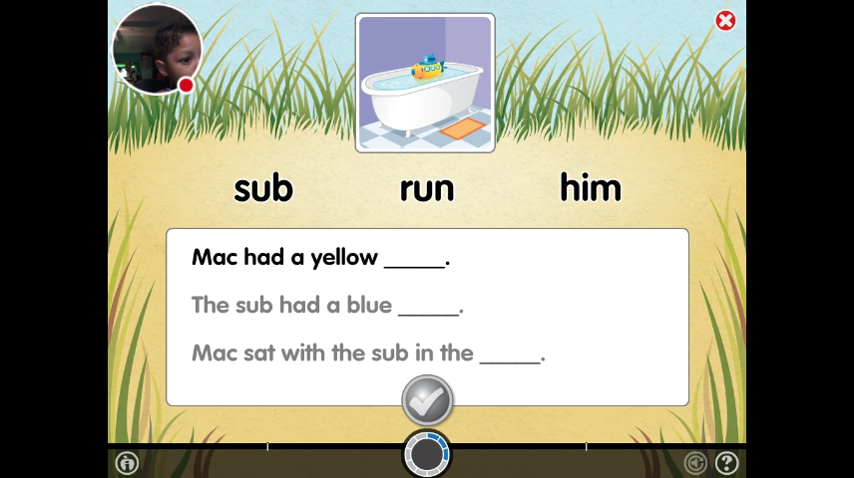 sub run him
Mac had a yellow _____.
The sub had a blue _____.
Mac sat with the sub in the _____.
?